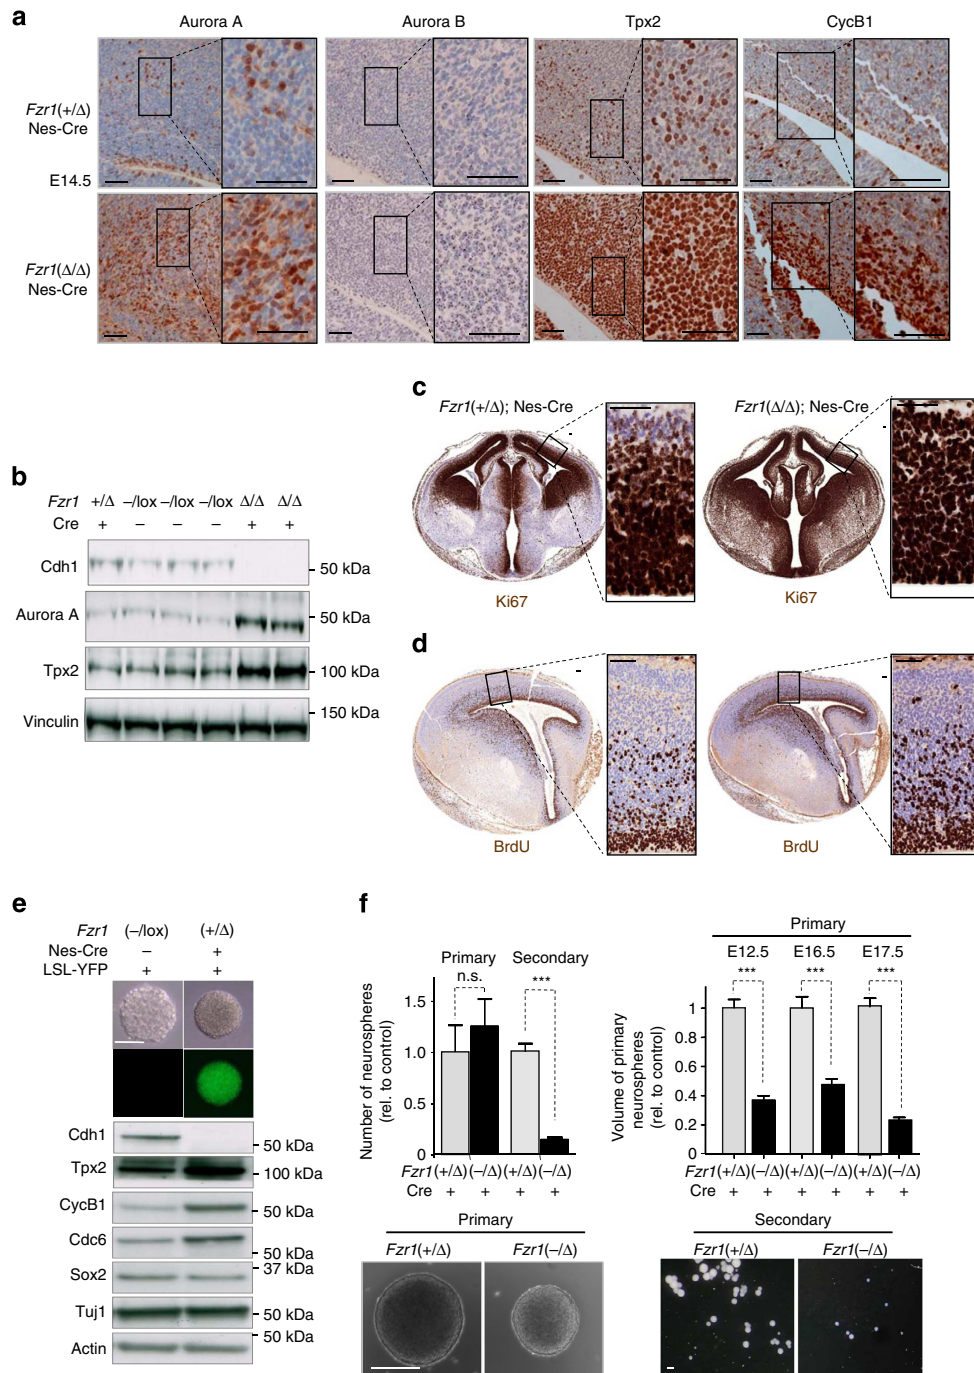 a
Aurora A Aurora B Tpx2 CycB1
Fzr1(+/Δ)
Nes-Cre
E14.5
Fzr1(Δ/Δ)
Nes-Cre
b
Fzr1 +/Δ –/lox –/lox –/lox Δ/Δ Δ/Δ
Cre + – – – + +
Cdh1 50 kDa
Aurora A 50 kDa
Tpx2 100 kDa
150 kDa
Vinculin
c
Fzr1(+/Δ); Nes-Cre Fzr1(Δ/Δ); Nes-Cre
Ki67 Ki67
d
BrdU BrdU
e
Fzr1 (–/lox) (+/Δ)
Nes-Cre – +
LSL-YFP + +
Cdh1 50 kDa
Tpx2 100 kDa
CycB1 50 kDa
Cdc6 50 kDa
Sox2 37 kDa
Tuj1 50 kDa
Actin 50 kDa
f
Primary Secondary
n.s. ***
Number of neurospheres
(rel. to control)
1.5
1.0
0.5
0
Fzr1(+/Δ)(–/Δ)(+/Δ)(–/Δ)
Cre + + + +
Primary
E12.5 E16.5 E17.5
*** *** ***
Volume of primary
neurospheres
(rel. to control)
1
0.8
0.6
0.4
0.2
0
Fzr1(+/Δ)(–/Δ)(+/Δ)(–/Δ)(+/Δ)(–/Δ)
Cre + + + + + +
Primary
Fzr1(+/Δ) Fzr1(–/Δ)
Secondary
Fzr1(+/Δ) Fzr1(–/Δ)